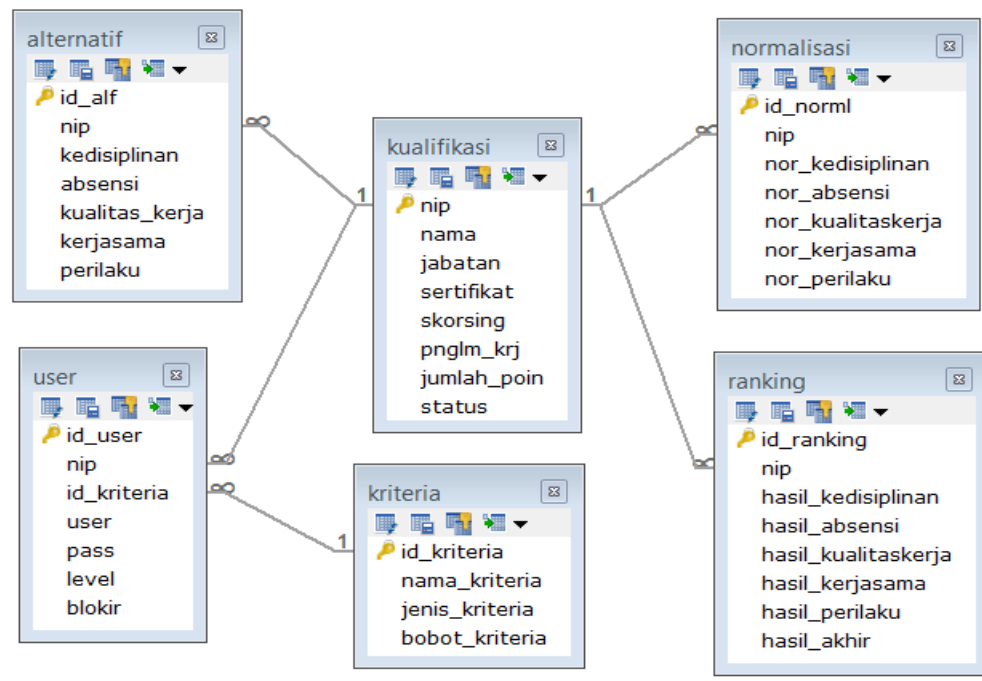 alternatif
id_alf
nip
kedisiplinan
absensi
kualitas_kerja
kerjasama
perilaku
∞
1
kualifikasi
nip
nama
jabatan
sertifikat
skorsing
pnglm_krj
jumlah_poin
status
1
∞
normalisasi
id_norml
nip
nor_kedisiplinan
nor_absensi
nor_kualitaskerja
nor_kerjasama
nor_perilaku
user
id_user
nip
id_kriteria
user
pass
level
blokir
∞
∞
1
kriteria
id_kriteria
nama_kriteria
jenis_kriteria
bobot_kriteria
∞
ranking
id_ranking
nip
hasil_kedisiplinan
hasil_absensi
hasil_kualitaskerja
hasil_kerjasama
hasil_perilaku
hasil_akhir